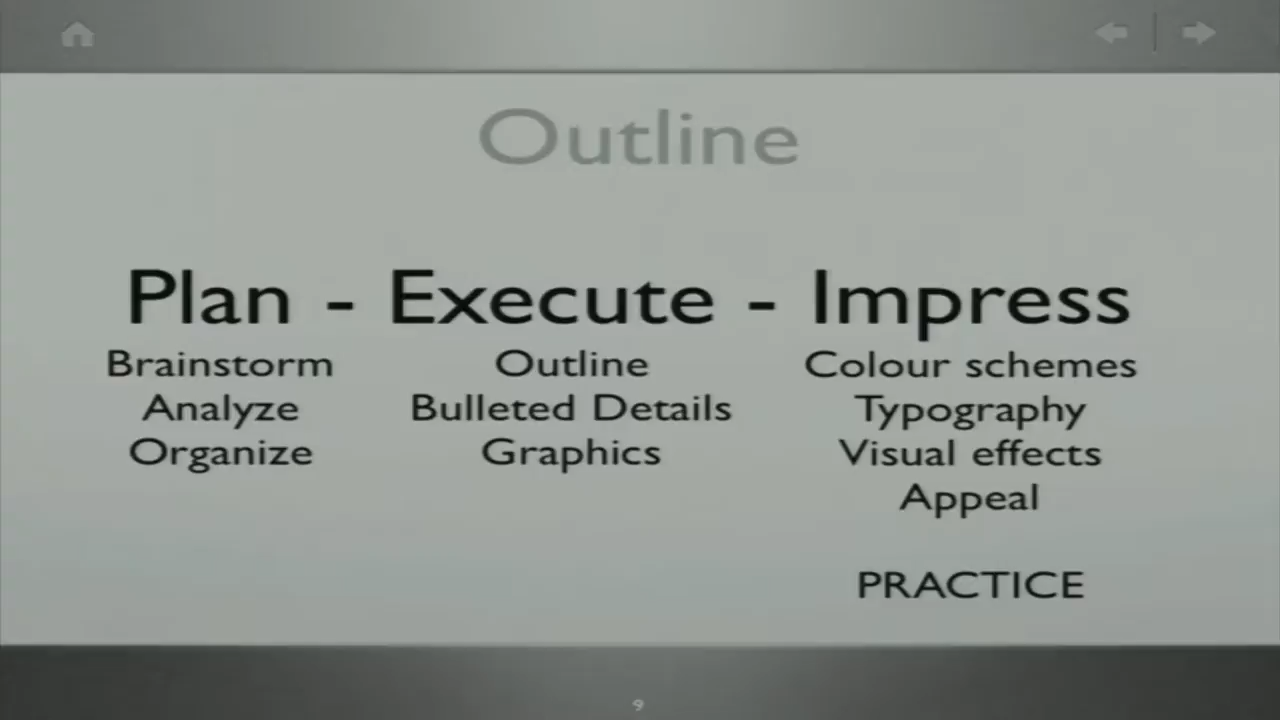 Outline
Plan - Execute - Impress
Brainstorm
Analyze
Organize
Outline
Bulleted Details
Graphics
Colour schemes
Typography
Visual effects
Appeal
PRACTICE
9